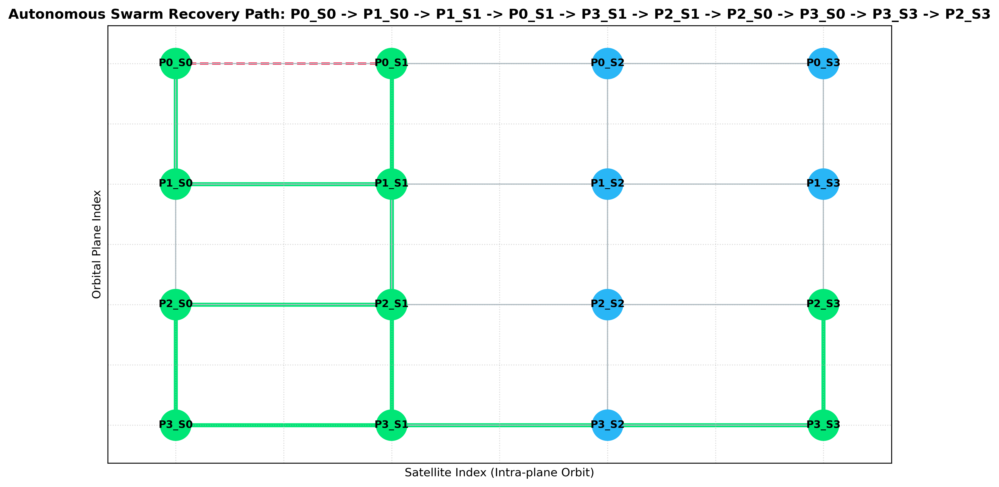 Autonomous Swarm Recovery Path: P0_S0 -> P1_S0 -> P1_S1 -> P0_S1 -> P3_S1 -> P2_S1 -> P2_S0 -> P3_S0 -> P3_S3 -> P2_S3
P0_S0 P0_S1 P0_S2 P0_S3
P1_S0 P1_S1 P1_S2 P1_S3
Orbital Plane Index
P2_S0 P2_S1 P2_S2 P2_S3
P3_S0 P3_S1 P3_S2 P3_S3
Satellite Index (Intra-plane Orbit)